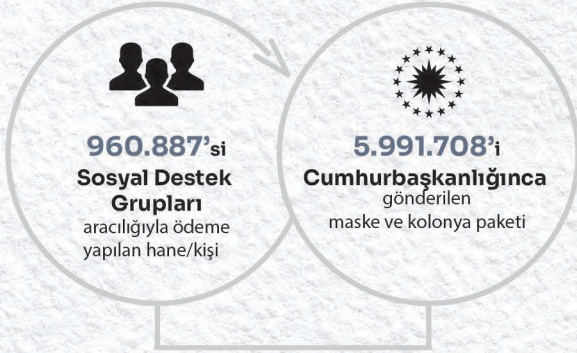 960.887’si
Sosyal Destek
Grupları
aracılığıyla ödeme
yapılan hane/kişi
5.991.708’i
Cumhurbaşkanlığınca
gönderilen
maske ve kolonya paketi